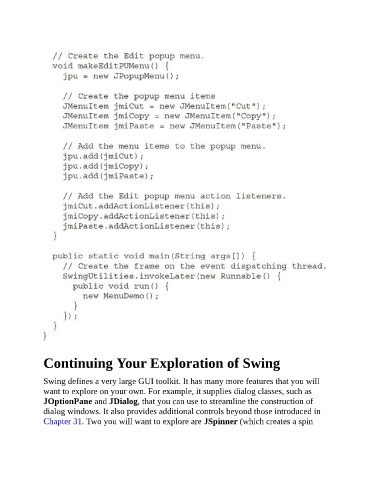 // Create the Edit popup menu.
void makeEditPUMenu() {
jpu = new JPopupMenu();
// Create the popup menu items
JMenuItem jmiCut = new JMenuItem("Cut");
JMenuItem jmiCopy = new JMenuItem("Copy");
JMenuItem jmiPaste = new JMenuItem("Paste");
// Add the menu items to the popup menu.
jpu.add(jmiCut);
jpu.add(jmiCopy);
jpu.add(jmiPaste);
// Add the Edit popup menu action listeners.
jmiCut.addActionListener(this);
jmiCopy.addActionListener(this);
jmiPaste.addActionListener(this);
}
public static void main(String args[]) {
// Create the frame on the event dispatching thread.
SwingUtilities.invokeLater(new Runnable() {
public void run() {
new MenuDemo();
}
});
}
}
Continuing Your Exploration of Swing
Swing defines a very large GUI toolkit. It has many more features that you will
want to explore on your own. For example, it supplies dialog classes, such as
JOptionPane and JDialog, that you can use to streamline the construction of
dialog windows. It also provides additional controls beyond those introduced in
Chapter 31. Two you will want to explore are JSpinner (which creates a spin